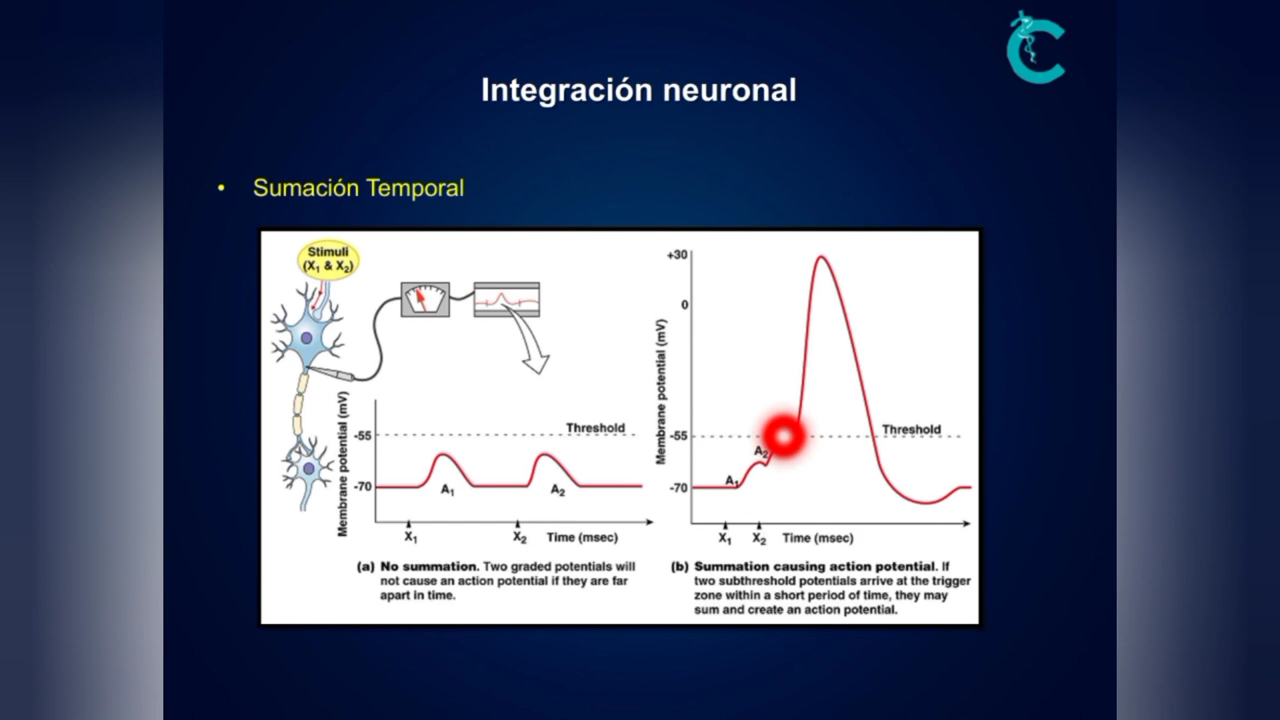 Integración neuronal
• Sumación Temporal
Stimuli
(X₁ & X₂)
Membrane potential (mV)
-55
-70
Threshold
A₁
A₂
X₁
X₂
Time (msec)
(a) No summation. Two graded potentials will
not cause an action potential if they are far
apart in time.
Membrane potential (mV)
+30
0
-55
-70
Threshold
A₁
A₂
X₁
X₂
Time (msec)
(b) Summation causing action potential. If
two subthreshold potentials arrive at the trigger
zone within a short period of time, they may
sum and create an action potential.